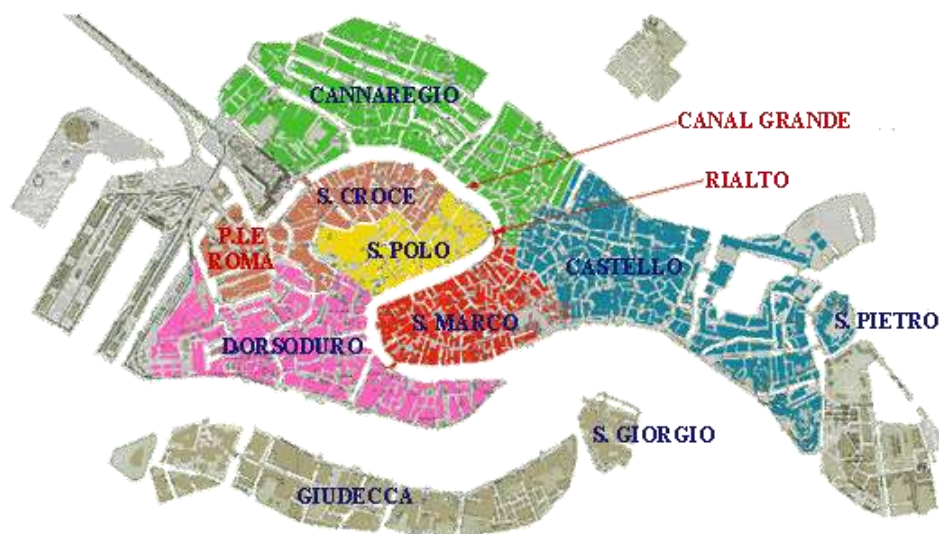 CANNAREGIO
CANAL GRANDE
RIALTO
S. CROCE
P.LE
ROMA
S. POLO
CASTELLO
S. MARCO
S. PIETRO
DORSODURO
S. GIORGIO
GIUDECCA